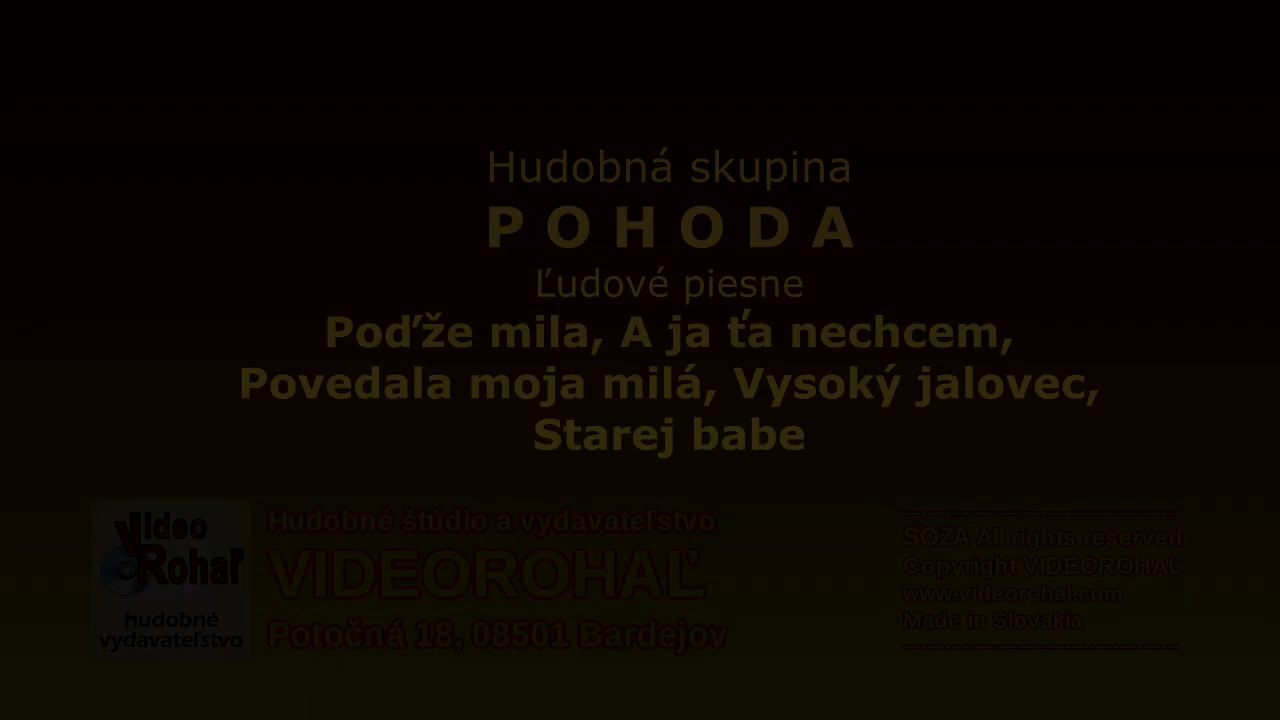 Hudobná skupina
P O H O D A
Ľudové piesne
Poďže mila, A ja ťa nechcem,
Povedala moja milá, Vysoký jalovec,
Starej babe
Video
Rohaľ
hudobné
vydavateľstvo
Hudobné štúdio a vydavateľstvo
VIDEOROHAĽ
Potočná 18, 08501 Bardejov
SOZA All rights reserved
Copyright VIDEOROHAĽ
www.videorohal.com
Made in Slovakia